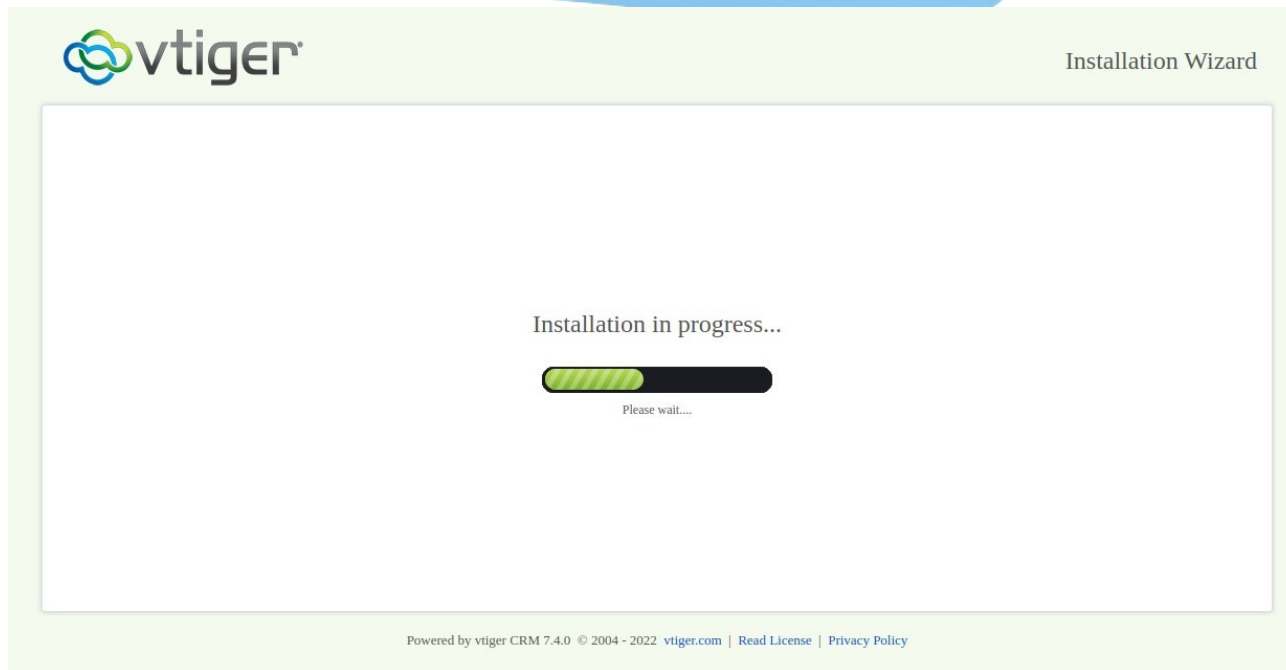 vtiger
Installation Wizard
Installation in progress...
Please wait....
Powered by vtiger CRM 7.4.0 © 2004 - 2022 vtiger.com | Read License | Privacy Policy